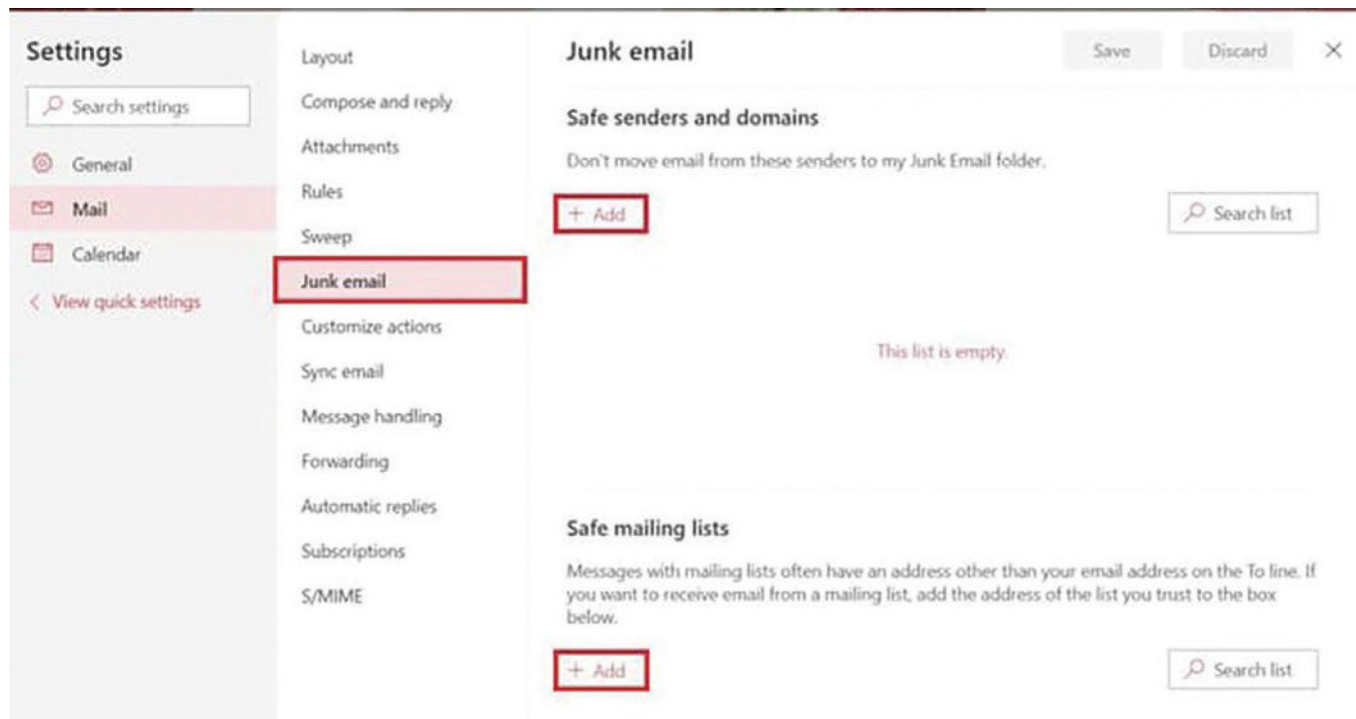 Settings
Search settings
General
Mail
Calendar
View quick settings
Layout
Compose and reply
Attachments
Rules
Sweep
Junk email
Customize actions
Sync email
Message handling
Forwarding
Automatic replies
Subscriptions
S/MIME
Junk email
Save
Discard
Safe senders and domains
Don't move email from these senders to my Junk Email folder.
+ Add
Search list
This list is empty.
Safe mailing lists
Messages with mailing lists often have an address other than your email address on the To line. If
you want to receive email from a mailing list, add the address of the list you trust to the box
below.
+ Add
Search list